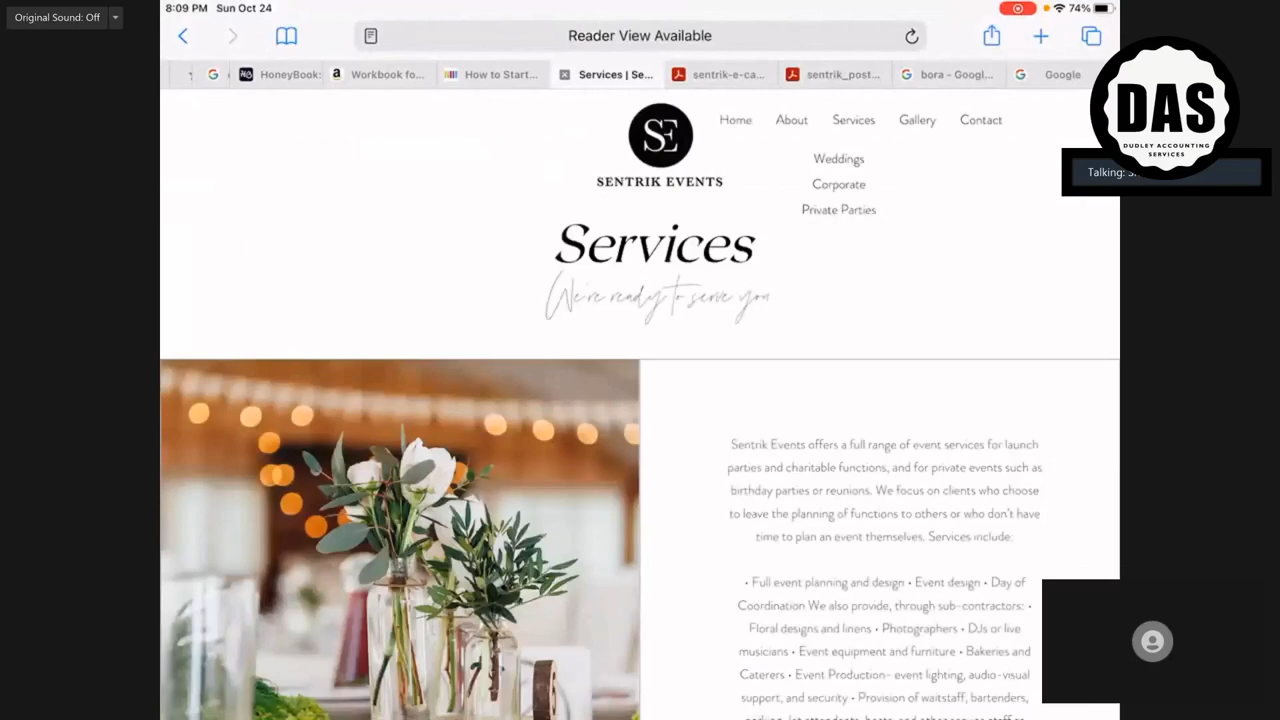 Original Sound: Off
8:09 PM Sun Oct 24
74%
Reader View Available
HoneyBook:
Workbook fo...
How to Start...
Services | Se...
sentrik-e-ca...
sentrik_post...
bora - Googl...
Google
DAS
DUDLEY ACCOUNTING
SERVICES
Talking:
SE
SENTRIK EVENTS
Home About Services Gallery Contact
Weddings
Corporate
Private Parties
Services
We're ready to serve you
Sentrik Events offers a full range of event services for launch
parties and charitable functions, and for private events such as
birthday parties or reunions. We focus on clients who choose
to leave the planning of functions to others or who don't have
time to plan an event themselves. Services include:
• Full event planning and design • Event design • Day of
Coordination We also provide, through sub-contractors: •
Floral designs and linens • Photographers • DJs or live
musicians • Event equipment and furniture • Bakeries and
Caterers • Event Production- event lighting, audio-visual
support, and security • Provision of waitstaff, bartenders,